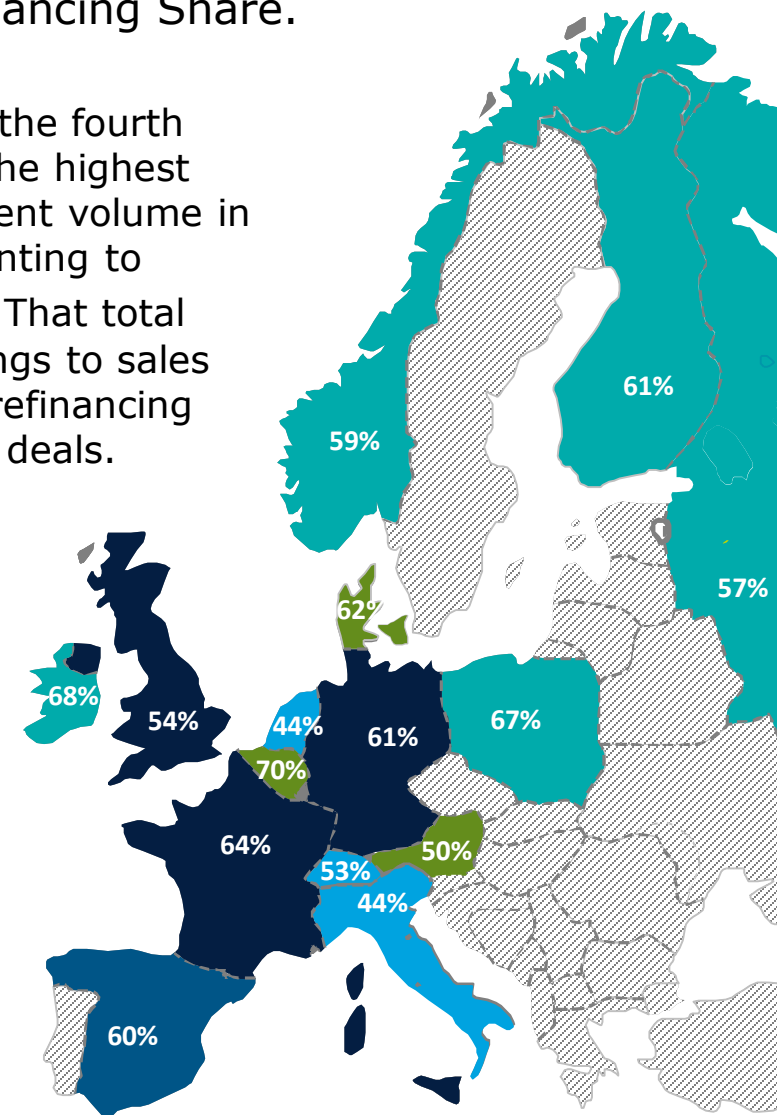 ancing Share.
the fourth
he highest
ent volume in
nting to
That total
ngs to sales
refinancing
deals.
61%
59%
57%
62%
68%
54%
44%
61%
67%
70%
64%
50%
53%
44%
60%